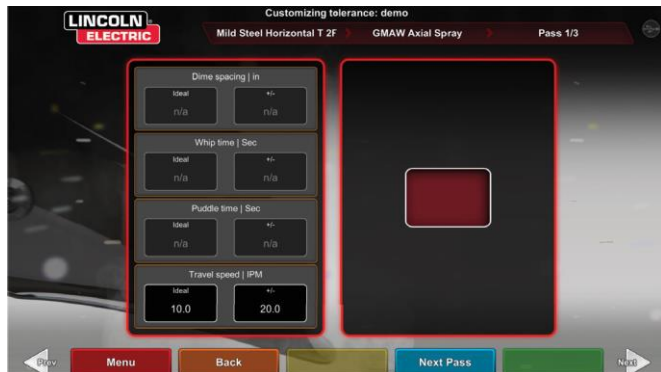 LINCOLN
ELECTRIC
Customizing telerance: demo
Mild Steel Horizontal T 2F
GMAW Axial Spray
Pass 1/3
Dime spacing | in
Ideal
+/-
n/a
n/a
Whip time | Sec
Ideal
+/-
n/a
n/a
Puddle time | Sec
Ideal
+/-
n/a
n/a
Travel speed | IPM
Ideal
+/-
10.0
20.0
Prev
Menu
Back
Next Pass
Next